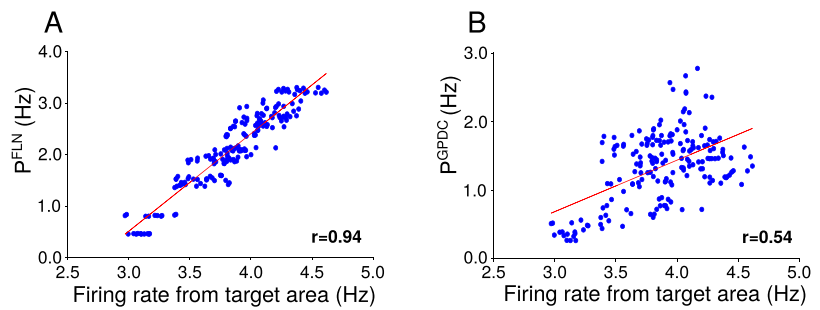 A
B
4.0
3.0
2.0
1.0
0.0
P^FLN (Hz)
r=0.94
2.5 3.0 3.5 4.0 4.5 5.0
Firing rate from target area (Hz)
3.0
2.0
1.0
0.0
P^GPDC (Hz)
r=0.54
2.5 3.0 3.5 4.0 4.5 5.0
Firing rate from target area (Hz)